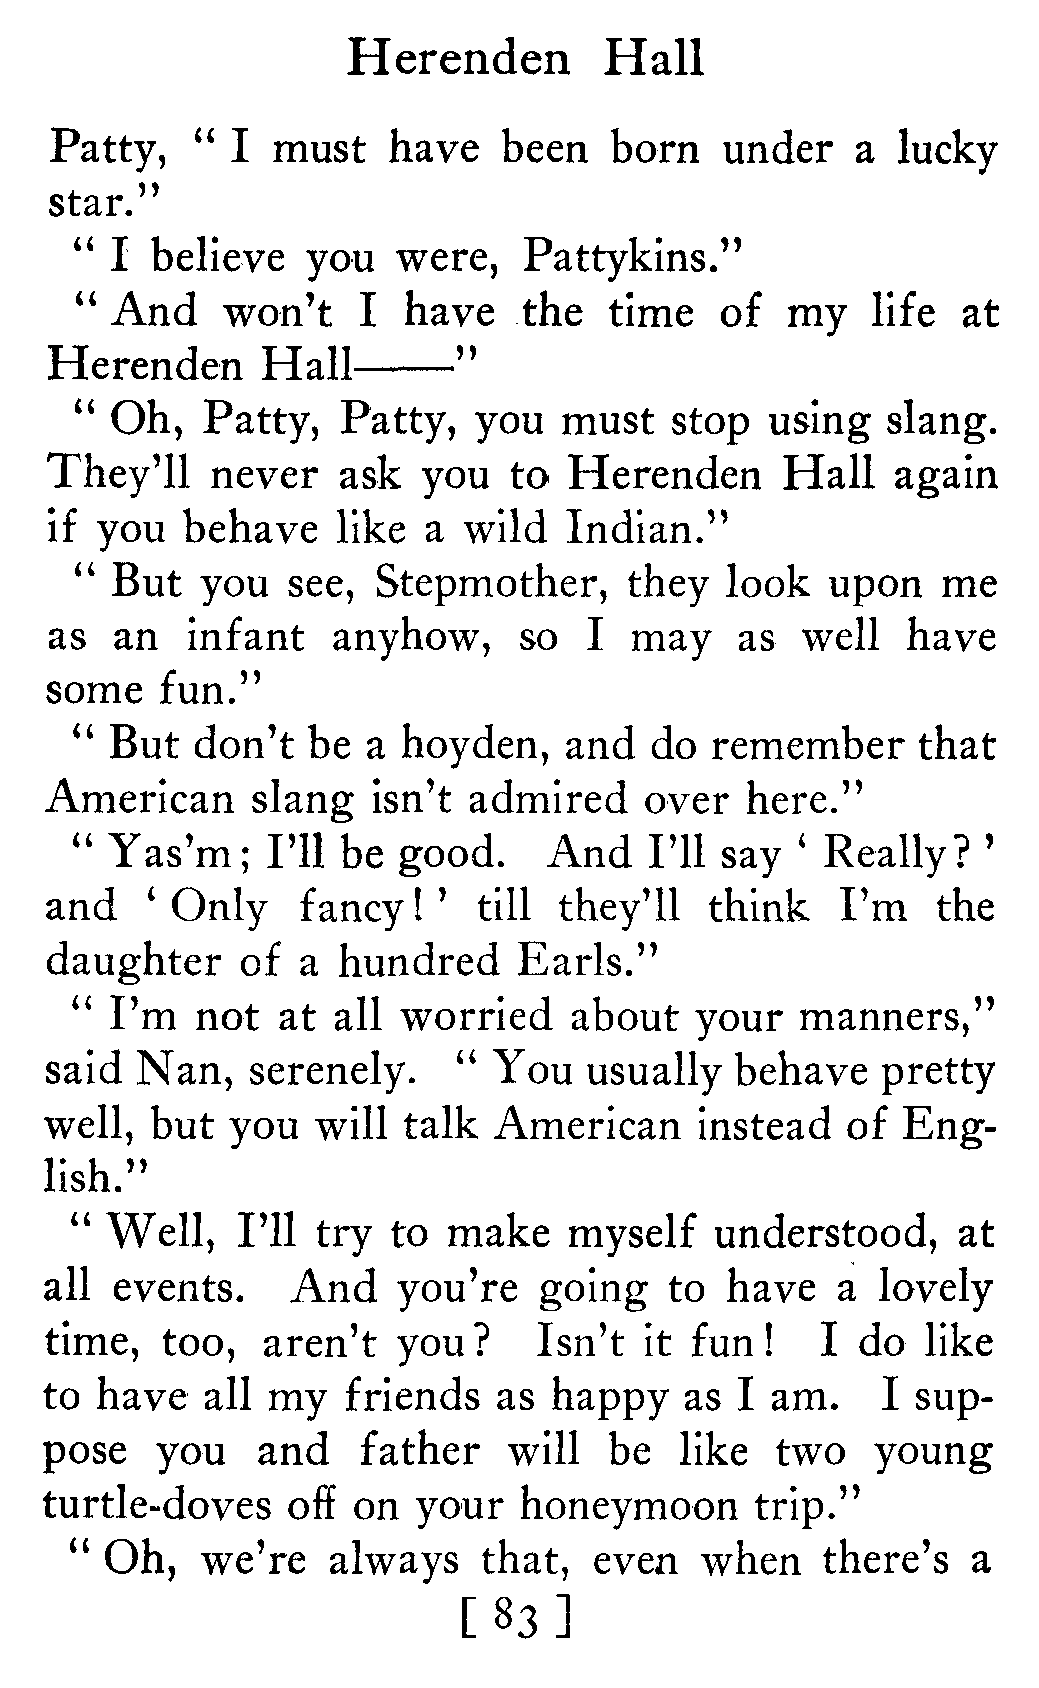 Herenden Hall
Patty, “ I must have been born under a lucky
star.”
“ I believe you were, Pattykins.”
“ And won’t I have the time of my life at
Herenden Hall——”
“ Oh, Patty, Patty, you must stop using slang.
They’ll never ask you to Herenden Hall again
if you behave like a wild Indian.”
“ But you see, Stepmother, they look upon me
as an infant anyhow, so I may as well have
some fun.”
“ But don’t be a hoyden, and do remember that
American slang isn’t admired over here.”
“ Yas’m; I’ll be good. And I’ll say ‘ Really? ’
and ‘ Only fancy! ’ till they’ll think I’m the
daughter of a hundred Earls.”
“ I’m not at all worried about your manners,”
said Nan, serenely. “ You usually behave pretty
well, but you will talk American instead of Eng-
lish.”
“ Well, I’ll try to make myself understood, at
all events. And you’re going to have a lovely
time, too, aren’t you? Isn’t it fun! I do like
to have all my friends as happy as I am. I sup-
pose you and father will be like two young
turtle-doves off on your honeymoon trip.”
“ Oh, we’re always that, even when there’s a
[ 83 ]